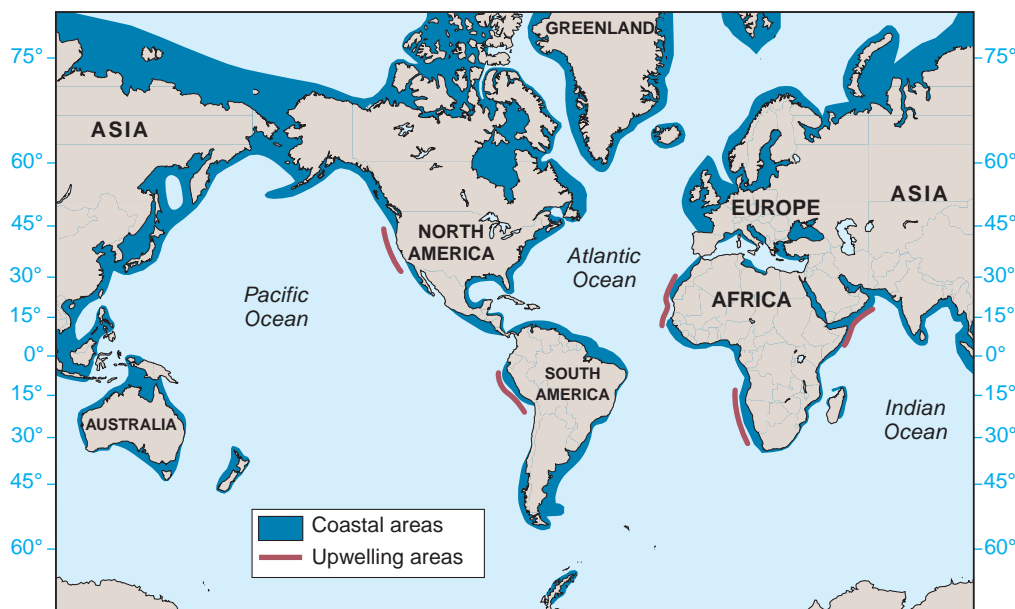 GREENLAND
75°
75°
ASIA
60°
60°
ASIA
EUROPE
45°
45°
NORTH
AMERICA
Atlantic
Ocean
30°
30°
Pacific
Ocean
AFRICA
15°
15°
0°
0°
SOUTH
AMERICA
15°
15°
Indian
Ocean
AUSTRALIA
30°
30°
45°
45°
Coastal areas
Upwelling areas
60°
60°